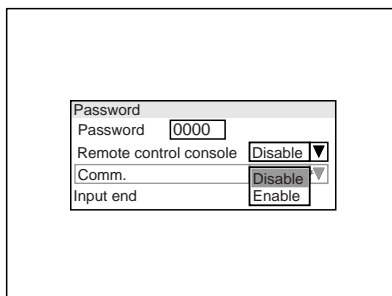 Password
Password 0000
Remote control console Disable ▼
Comm. Disable ▼
Input end Enable